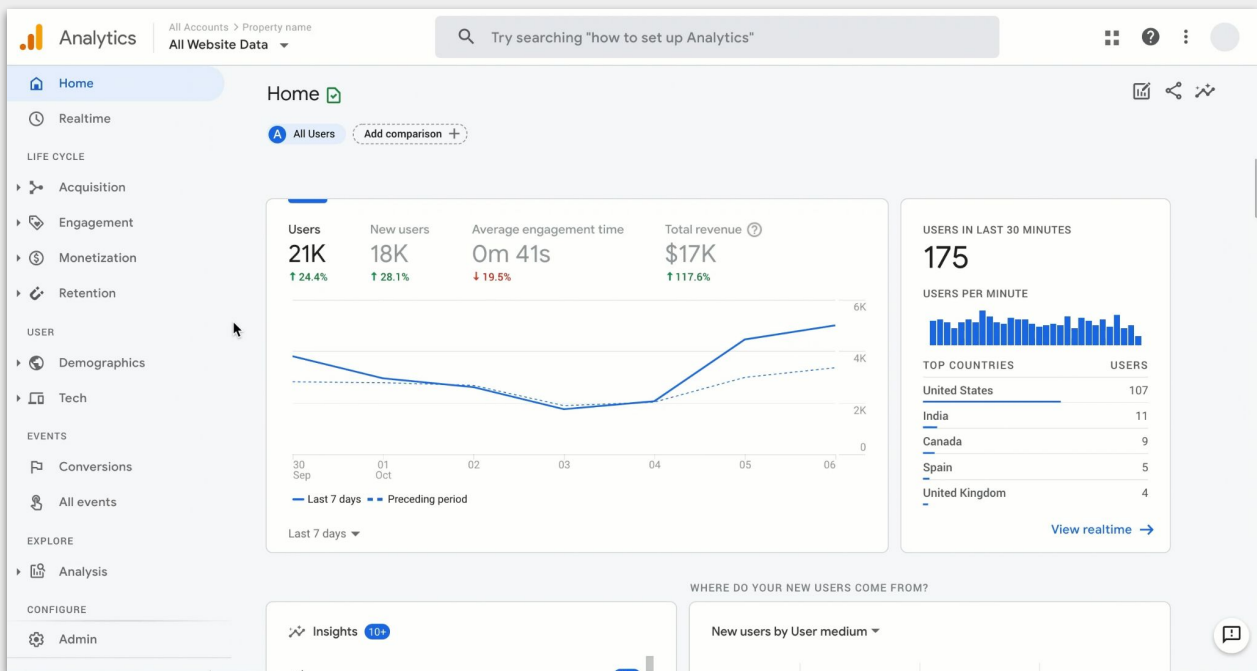 Analytics
All Accounts > Property name
All Website Data
Try searching "how to set up Analytics"
Home
Realtime
LIFE CYCLE
Acquisition
Engagement
Monetization
Retention
USER
Demographics
Tech
EVENTS
Conversions
All events
EXPLORE
Analysis
CONFIGURE
Admin
Home
A All Users
Add comparison +
Users New users Average engagement time Total revenue
21K 18K 0m 41s $17K
↑ 24.4% ↑ 28.1% ↓ 19.5% ↑ 117.6%
6K
4K
2K
0
30 01 02 03 04 05 06
Sep Oct
Last 7 days Preceding period
Last 7 days
USERS IN LAST 30 MINUTES
175
USERS PER MINUTE
TOP COUNTRIES USERS
United States 107
India 11
Canada 9
Spain 5
United Kingdom 4
View realtime →
Insights 10+
WHERE DO YOUR NEW USERS COME FROM?
New users by User medium